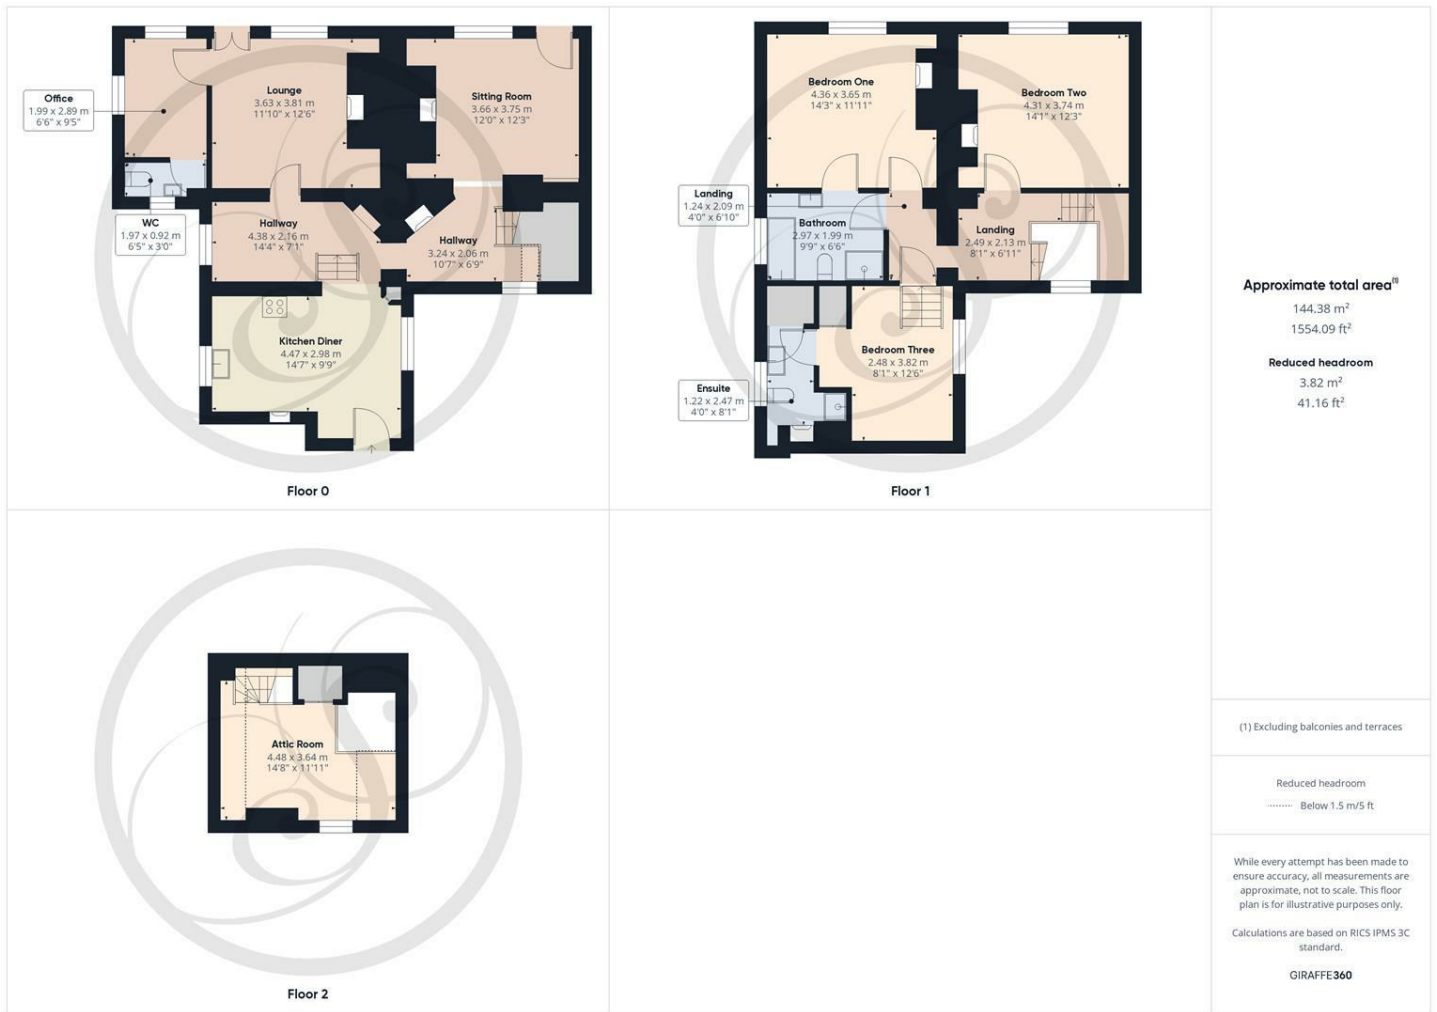 Office
1.99 x 2.89 m
6'6" x 9'5"
Lounge
3.63 x 3.81 m
11'10" x 12'6"
Sitting Room
3.66 x 3.75 m
12'0" x 12'3"
WC
1.97 x 0.92 m
6'5" x 3'0"
Hallway
4.38 x 2.16 m
14'4" x 7'1"
Hallway
3.24 x 2.06 m
10'7" x 6'9"
Kitchen Diner
4.47 x 2.98 m
14'7" x 9'9"
Floor 0
Bedroom One
4.36 x 3.65 m
14'3" x 11'11"
Bedroom Two
4.31 x 3.74 m
14'1" x 12'3"
Landing
1.24 x 2.09 m
4'0" x 6'10"
Bathroom
2.97 x 1.99 m
9'9" x 6'6"
Landing
2.49 x 2.13 m
8'1" x 6'11"
Bedroom Three
2.48 x 3.82 m
8'1" x 12'6"
Ensuite
1.22 x 2.47 m
4'0" x 8'1"
Floor 1
Attic Room
4.48 x 3.64 m
14'8" x 11'11"
Floor 2
Approximate total area(1)
144.38 m²
1554.09 ft²
Reduced headroom
3.82 m²
41.16 ft²
(1) Excluding balconies and terraces
Reduced headroom
Below 1.5 m/5 ft
While every attempt has been made to
ensure accuracy, all measurements are
approximate, not to scale. This floor
plan is for illustrative purposes only.
Calculations are based on RICS IPMS 3C
standard.
GIRAFFE360